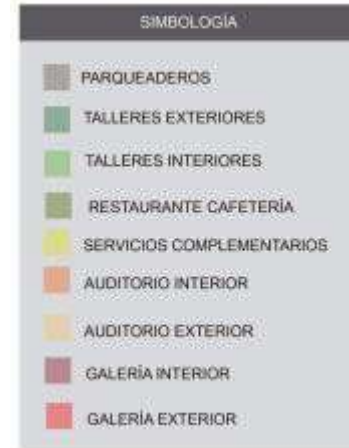 SIMBOLOGÍA
PARQUEADEROS
TALLERES EXTERIORES
TALLERES INTERIORES
RESTAURANTE CAFETERÍA
SERVICIOS COMPLEMENTARIOS
AUDITORIO INTERIOR
AUDITORIO EXTERIOR
GALERÍA INTERIOR
GALERÍA EXTERIOR